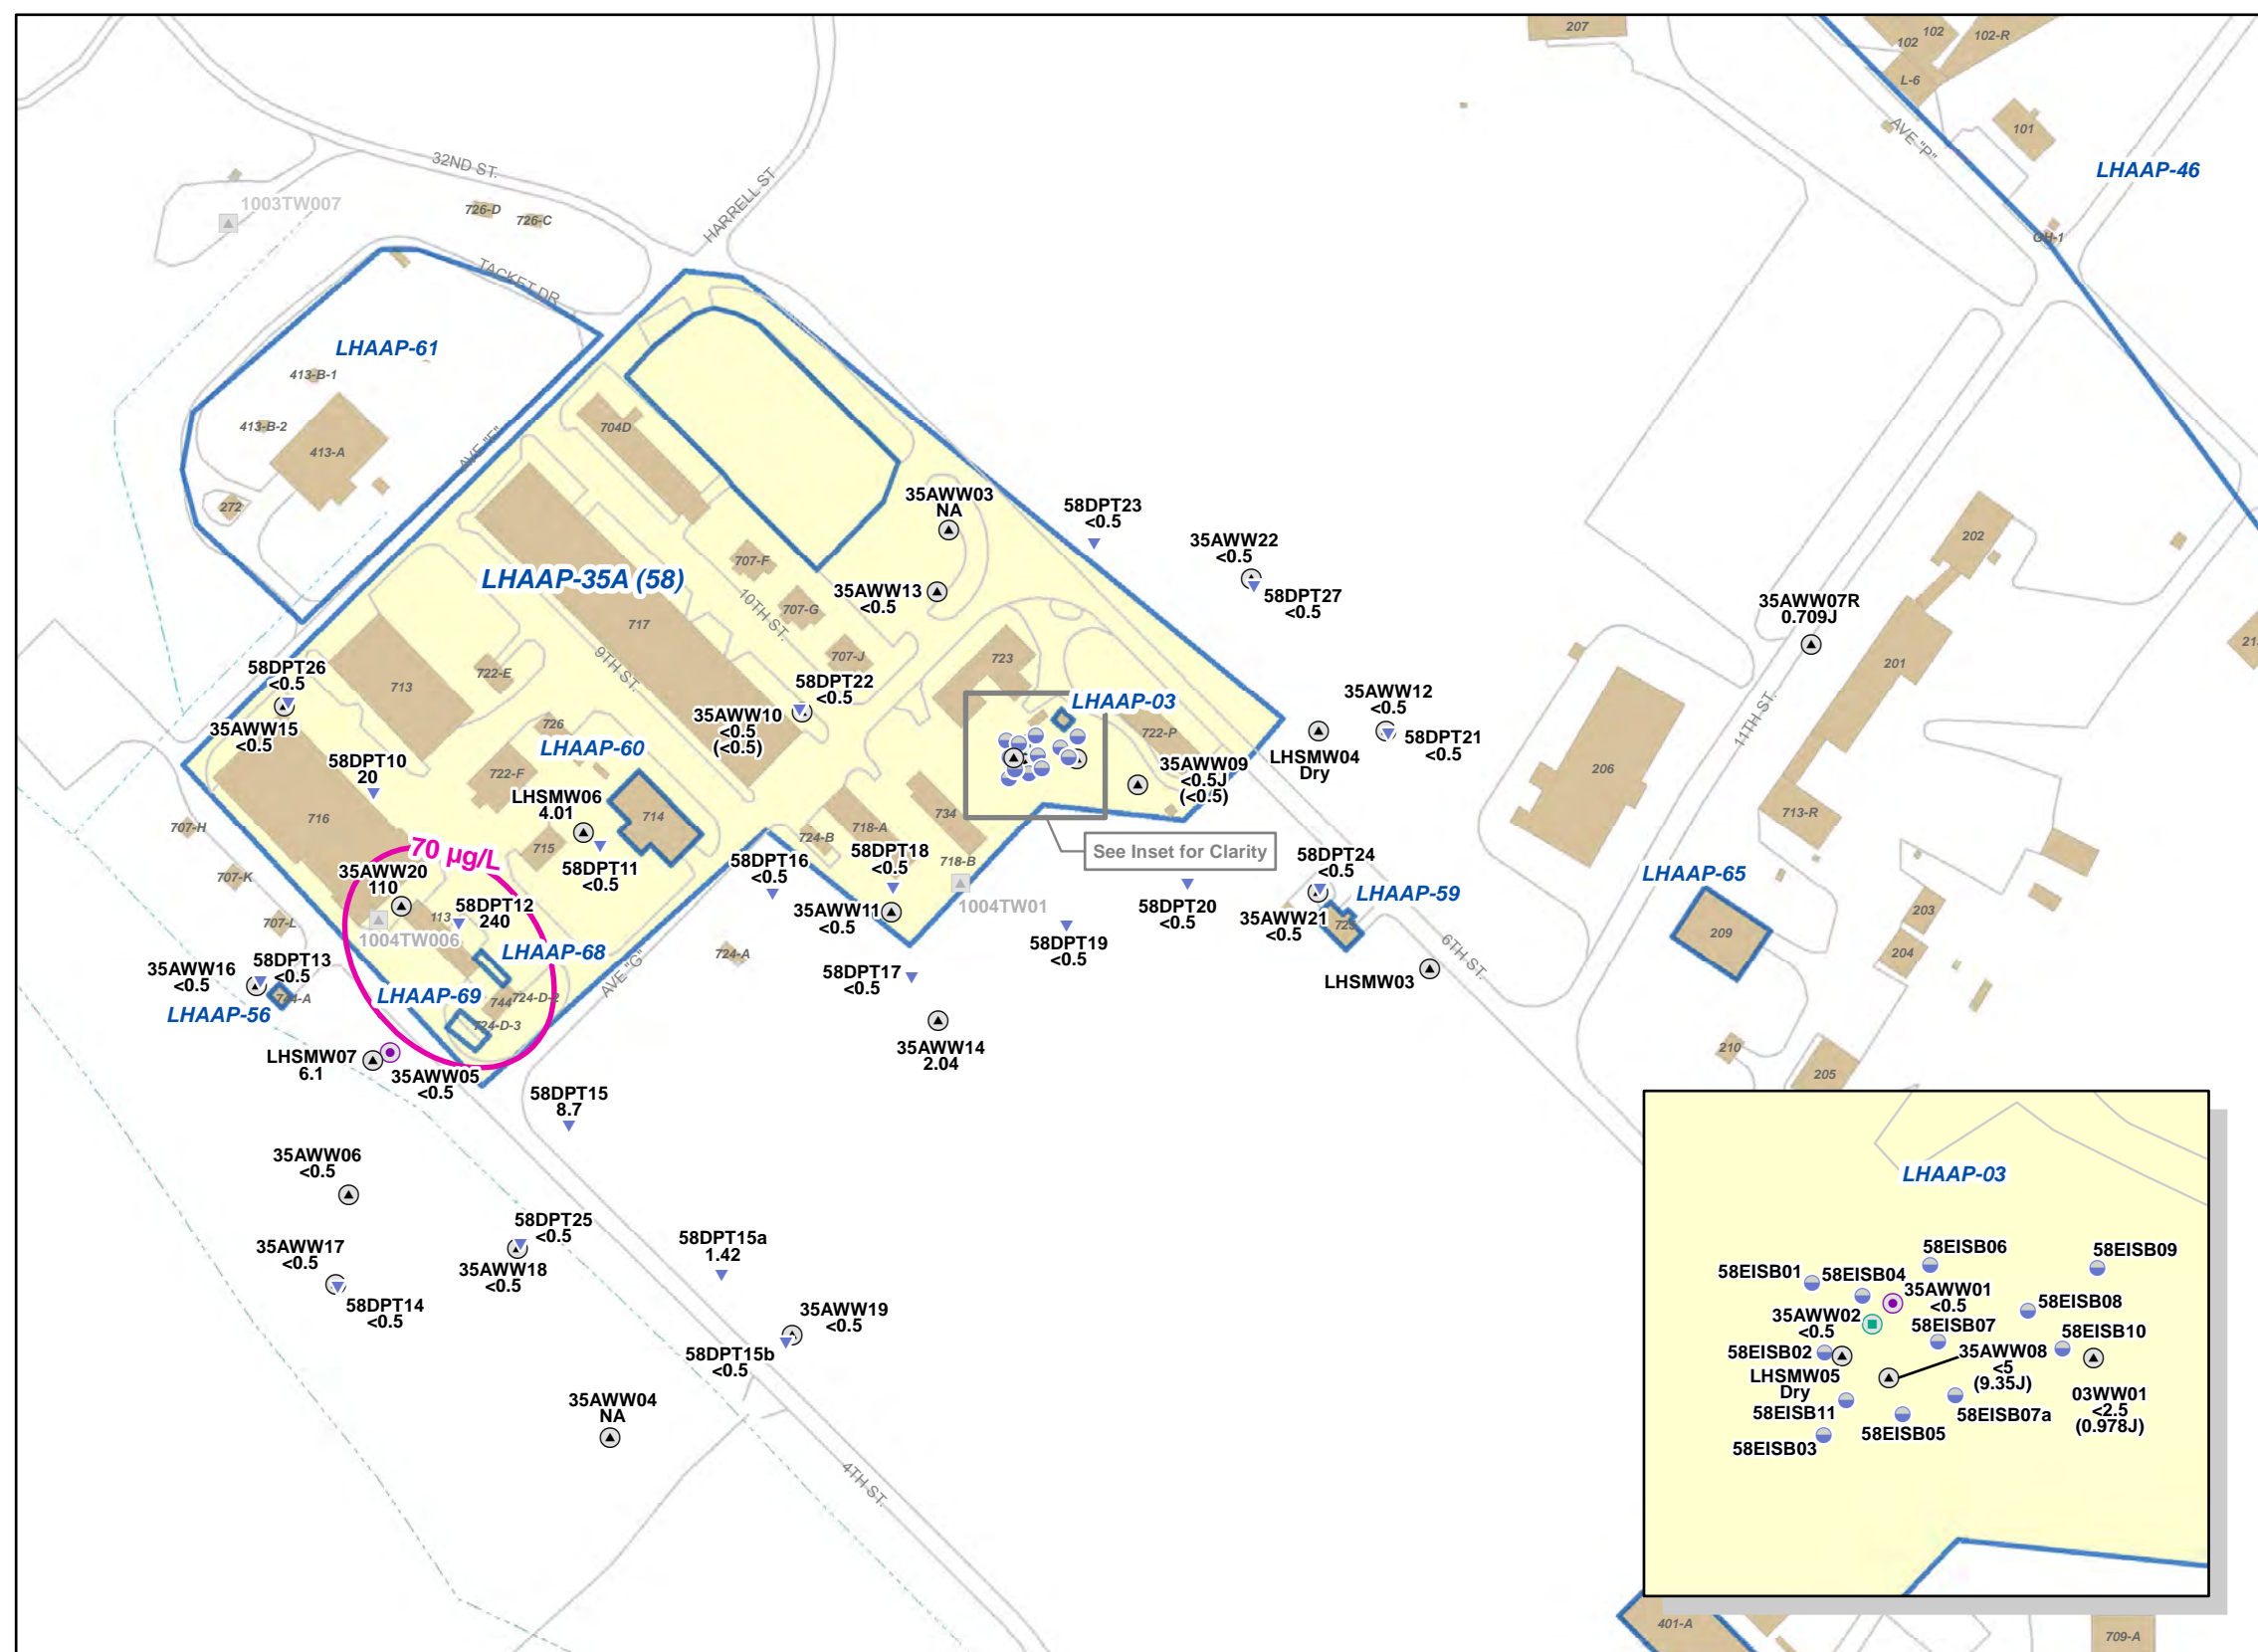 207
102
102
102-R
L-6
101
AVE "P"
LHAAP-46
GH-1
32ND ST.
HARRELL ST
1003TW007
726-D
726-C
TACKET DR
LHAAP-61
413-B-1
413-B-2
413-A
272
AVE "F"
704D
LHAAP-35A (58)
717
9TH ST.
10TH ST.
707-F
707-G
707-J
35AWW03
NA
35AWW13
<0.5
58DPT23
<0.5
35AWW22
<0.5
58DPT27
<0.5
202
35AWW07R
0.709J
201
11TH ST.
206
713-R
58DPT26
<0.5
35AWW15
<0.5
713
722-E
726
722-F
LHAAP-60
58DPT22
<0.5
35AWW10
<0.5
(<0.5)
723
LHAAP-03
722-P
35AWW09
<0.5J
(<0.5)
LHSMW04
Dry
35AWW12
<0.5
58DPT21
<0.5
58DPT10
20
716
LHSMW06
4.01
714
715
58DPT11
<0.5
707-H
707-K
707-L
70 µg/L
35AWW20
110
113
58DPT12
240
1004TW006
LHAAP-68
724-B
718-A
734
718-B
58DPT16
<0.5
58DPT18
<0.5
35AWW11
<0.5
1004TW01
See Inset for Clarity
58DPT24
<0.5
LHAAP-59
35AWW21
<0.5
725
58DPT20
<0.5
58DPT19
<0.5
58DPT17
<0.5
724-A
AVE "G"
6TH ST.
LHSMW03
LHAAP-65
209
203
204
210
205
35AWW16
<0.5
58DPT13
<0.5
744-A
LHAAP-56
LHAAP-69
744
724-D-2
724-D-3
LHSMW07
6.1
35AWW05
<0.5
35AWW14
2.04
58DPT15
8.7
35AWW06
<0.5
35AWW17
<0.5
58DPT14
<0.5
58DPT25
<0.5
35AWW18
<0.5
58DPT15a
1.42
35AWW19
<0.5
58DPT15b
<0.5
35AWW04
NA
4TH ST.
LHAAP-03
58EISB06
58EISB09
58EISB01
58EISB04
35AWW01
<0.5
58EISB08
35AWW02
<0.5
58EISB07
58EISB10
58EISB02
35AWW08
<5
(9.35J)
LHSMW05
Dry
03WW01
<2.5
(0.978J)
58EISB11
58EISB07a
58EISB05
58EISB03
401-A
709-A